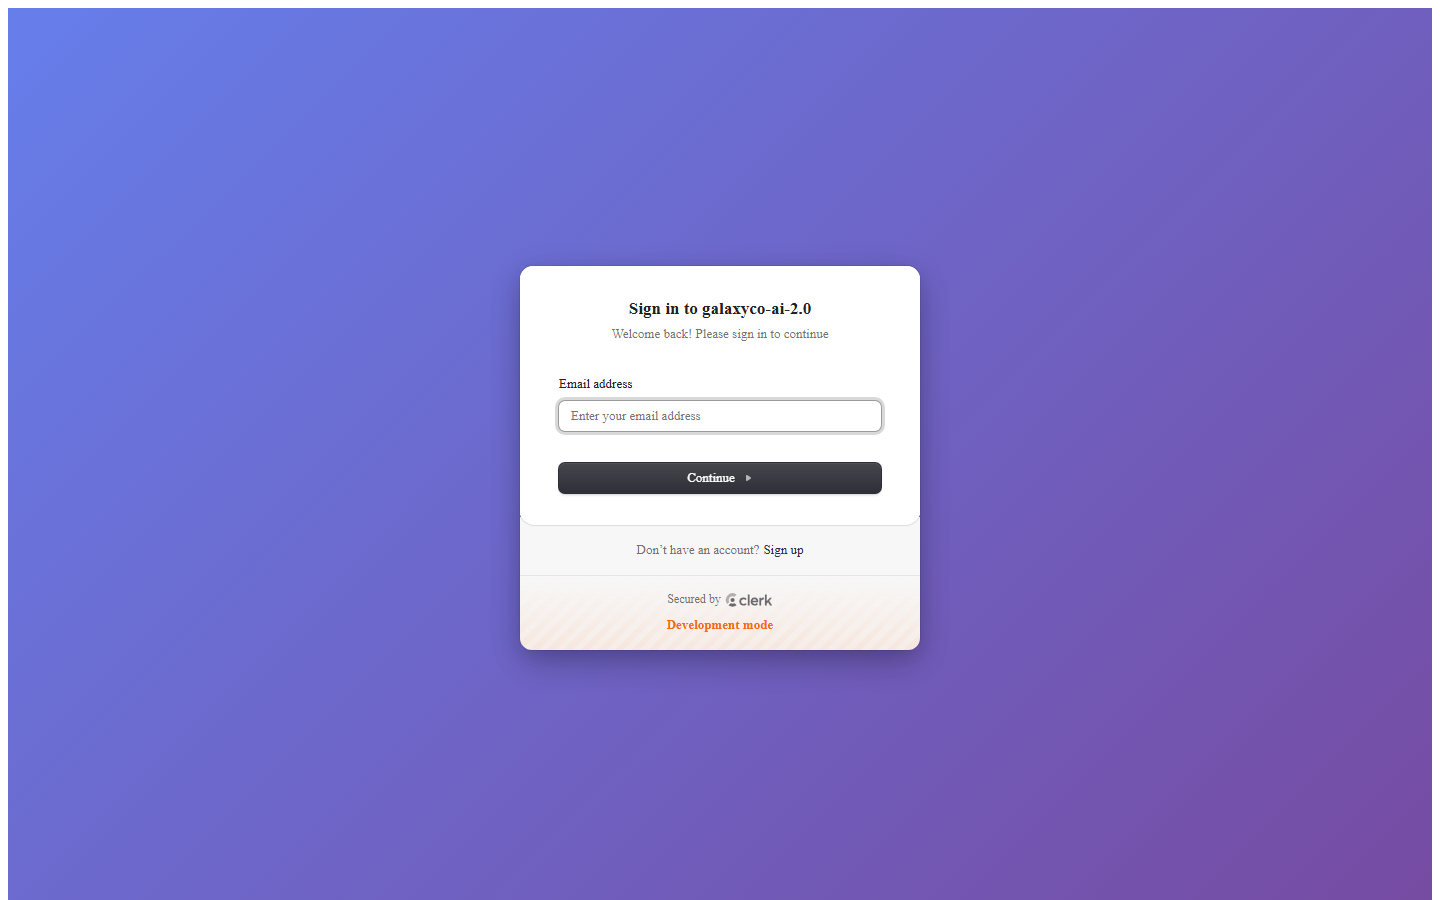 Sign in to galaxyco-ai-2.0
Welcome back! Please sign in to continue
Email address
Enter your email address
Continue
Don’t have an account? Sign up
Secured by clerk
Development mode